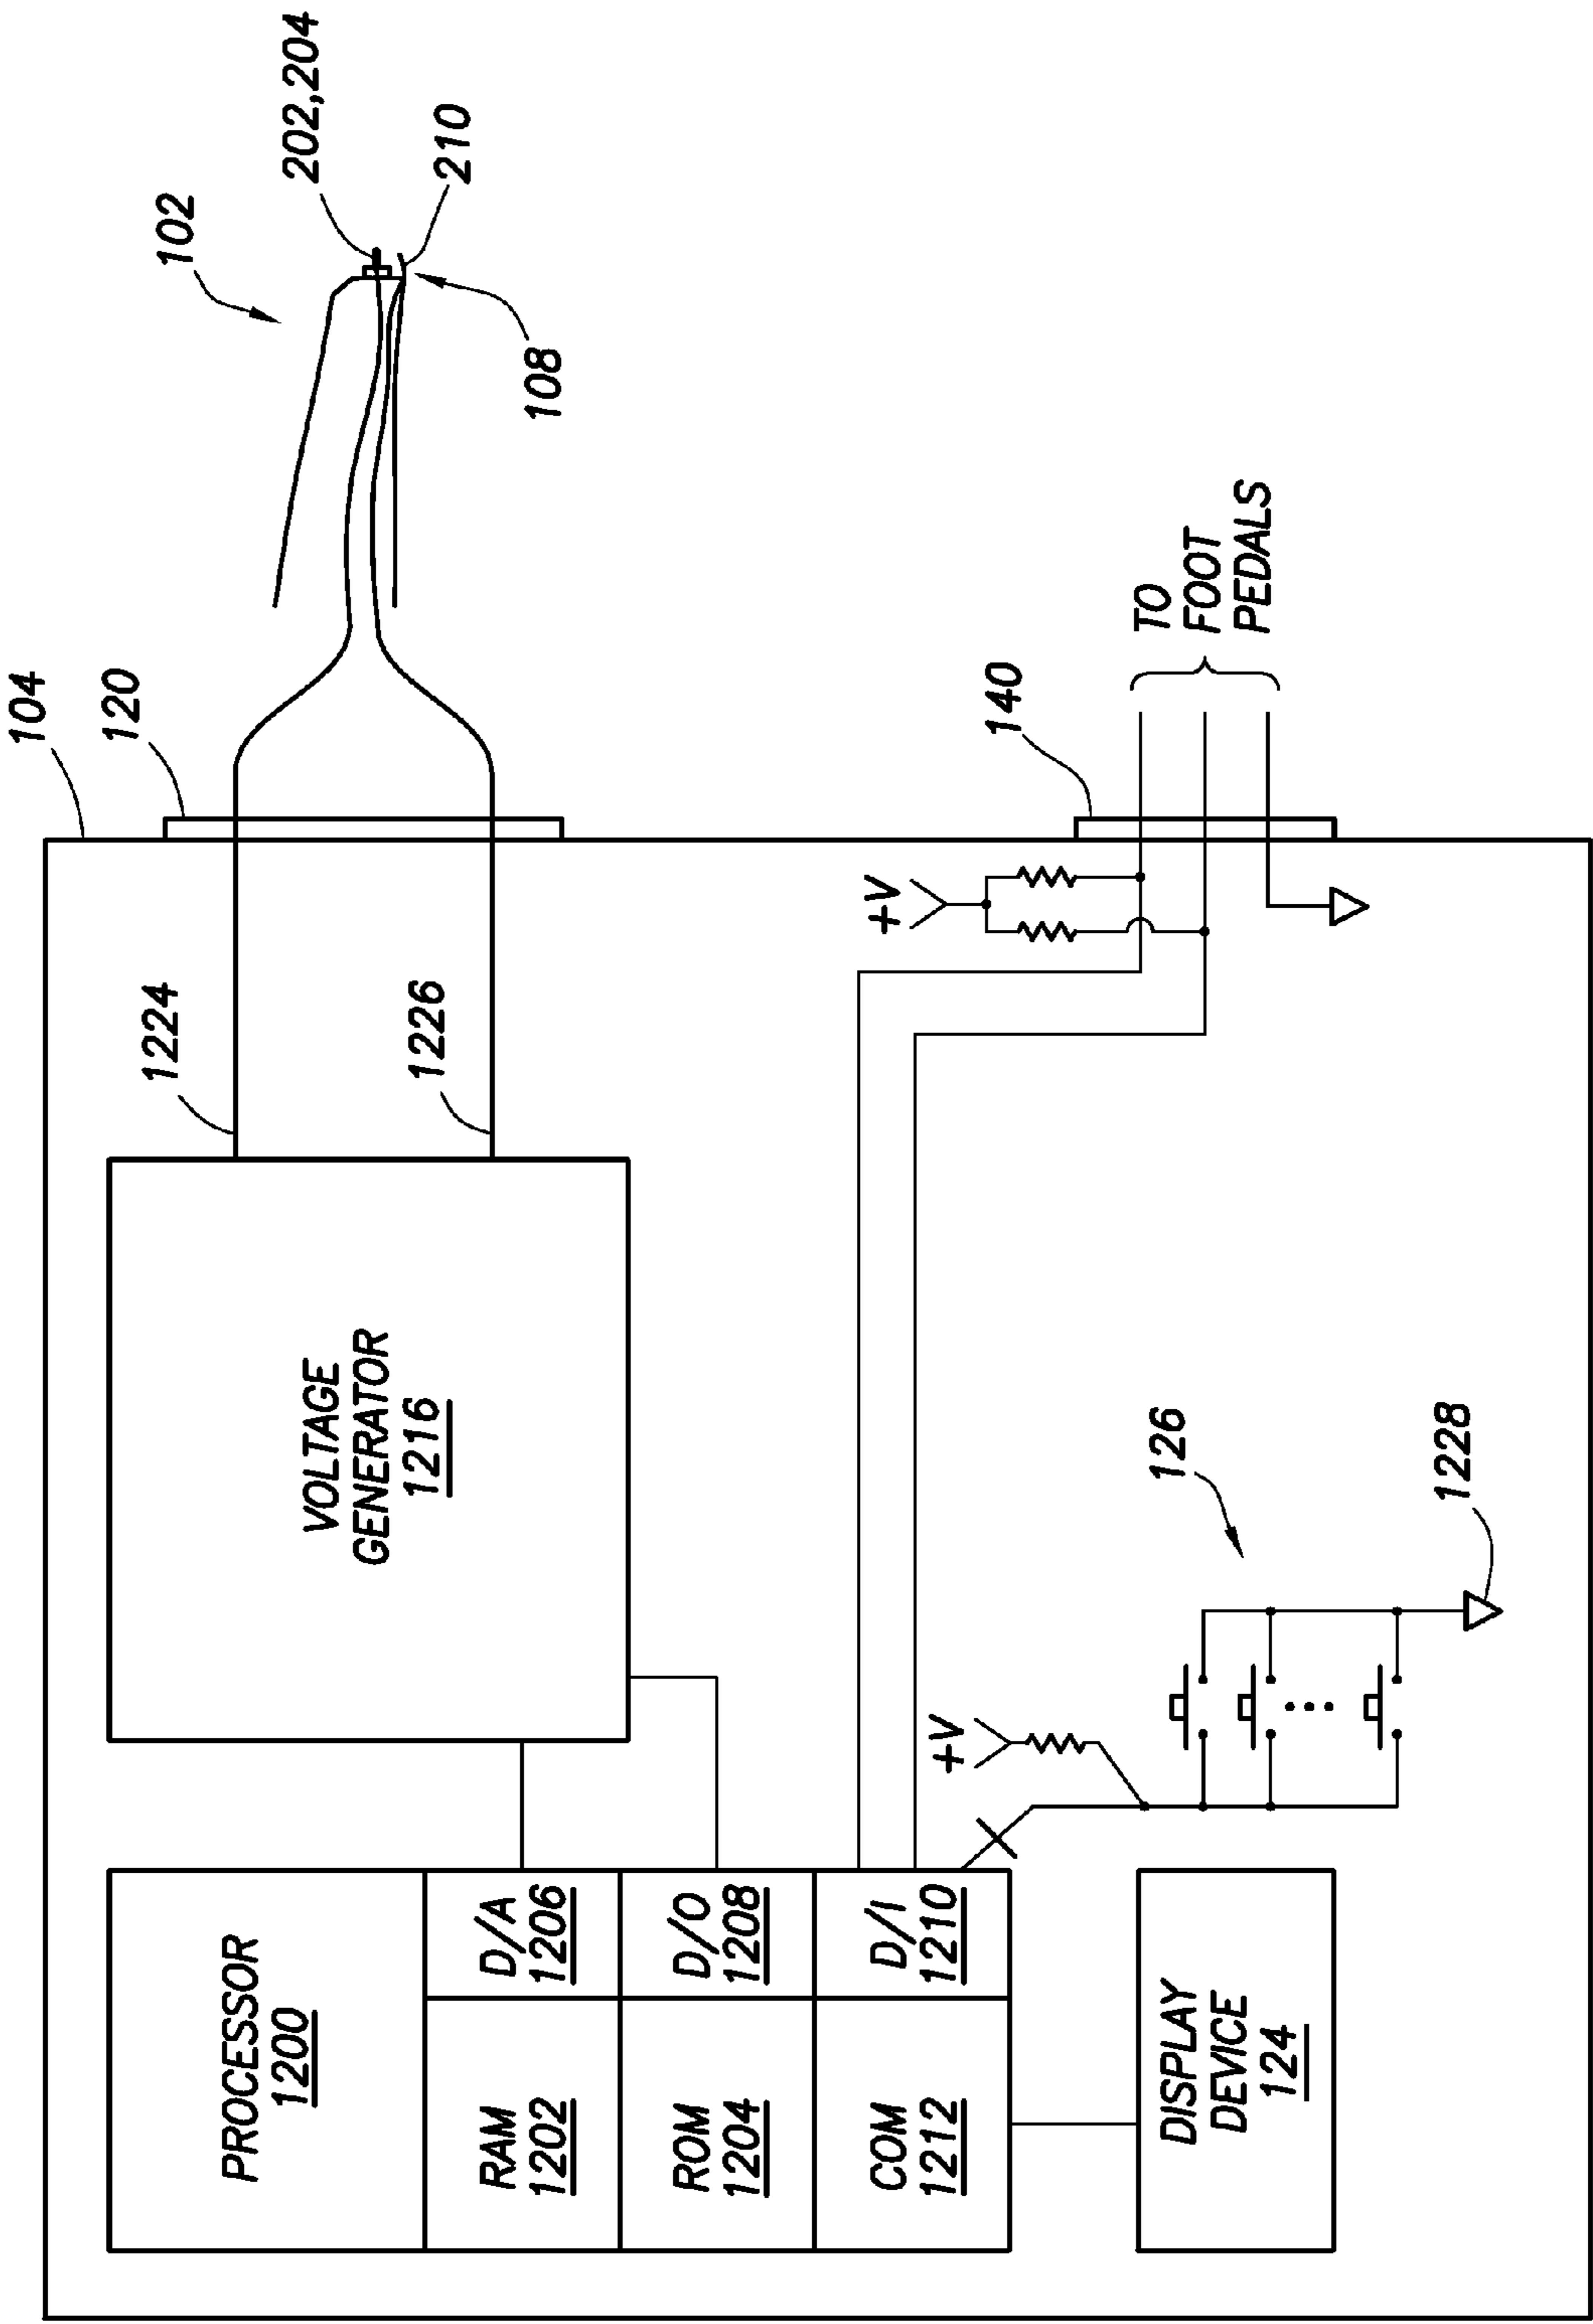 104
120
102
202,204
210
108
1224
1226
VOLTAGE
GENERATOR
1216
PROCESSOR
1200
RAM
1202
D/A
1206
ROM
1204
D/O
1208
COM
1212
D/I
1210
DISPLAY
DEVICE
124
+V
126
1228
+V
140
TO
FOOT
PEDALS